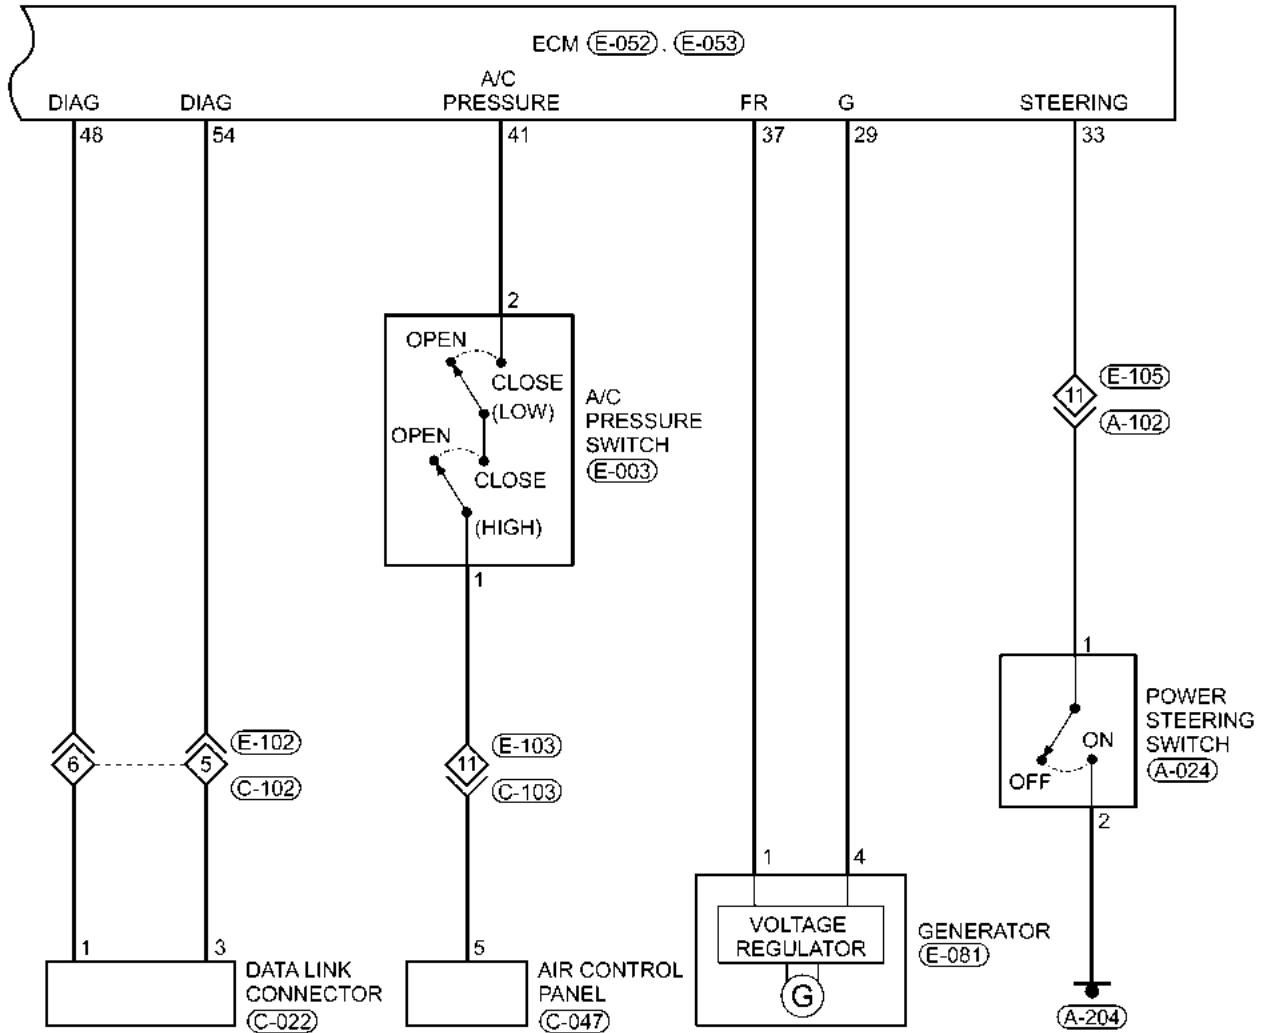 ECM E-052 . E-053
DIAG DIAG A/C PRESSURE FR G STEERING
48 54 41 37 29 33
2
OPEN
CLOSE
(LOW)
OPEN
CLOSE
(HIGH)
A/C
PRESSURE
SWITCH
E-003
1
11
E-105
A-102
1
ON
OFF
2
POWER
STEERING
SWITCH
A-024
A-204
6
5
E-102
C-102
11
E-103
C-103
1
3
DATA LINK
CONNECTOR
C-022
5
AIR CONTROL
PANEL
C-047
1
4
VOLTAGE
REGULATOR
G
GENERATOR
E-081